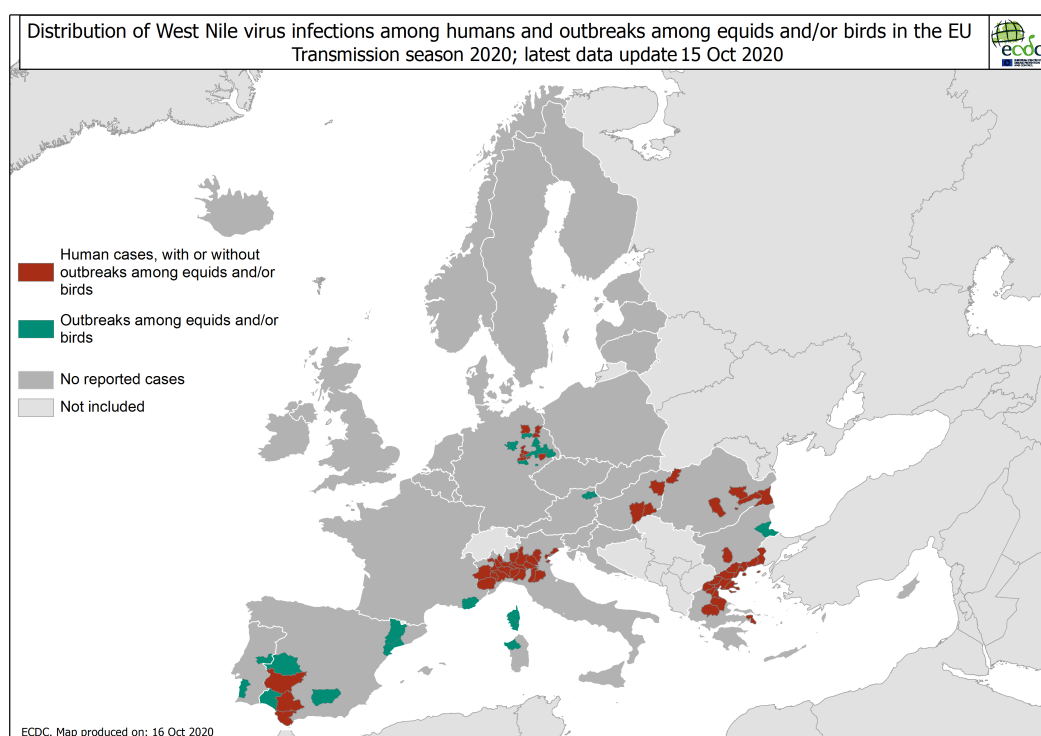 Distribution of West Nile virus infections among humans and outbreaks among equids and/or birds in the EU
Transmission season 2020; latest data update 15 Oct 2020
ecdc
Human cases, with or without
outbreaks among equids and/or
birds
Outbreaks among equids and/or
birds
No reported cases
Not included
ECDC. Map produced on: 16 Oct 2020